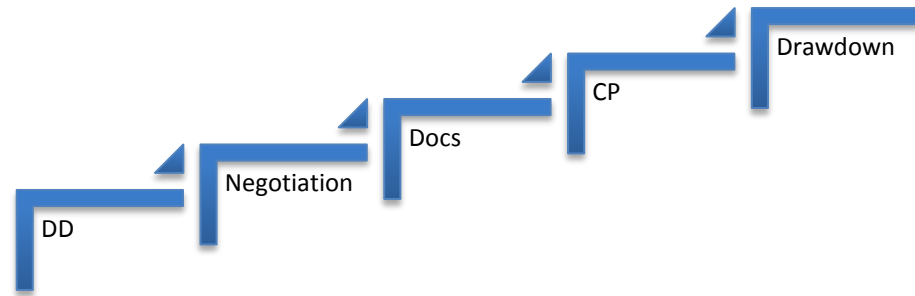 DD
Negotiation
Docs
CP
Drawdown